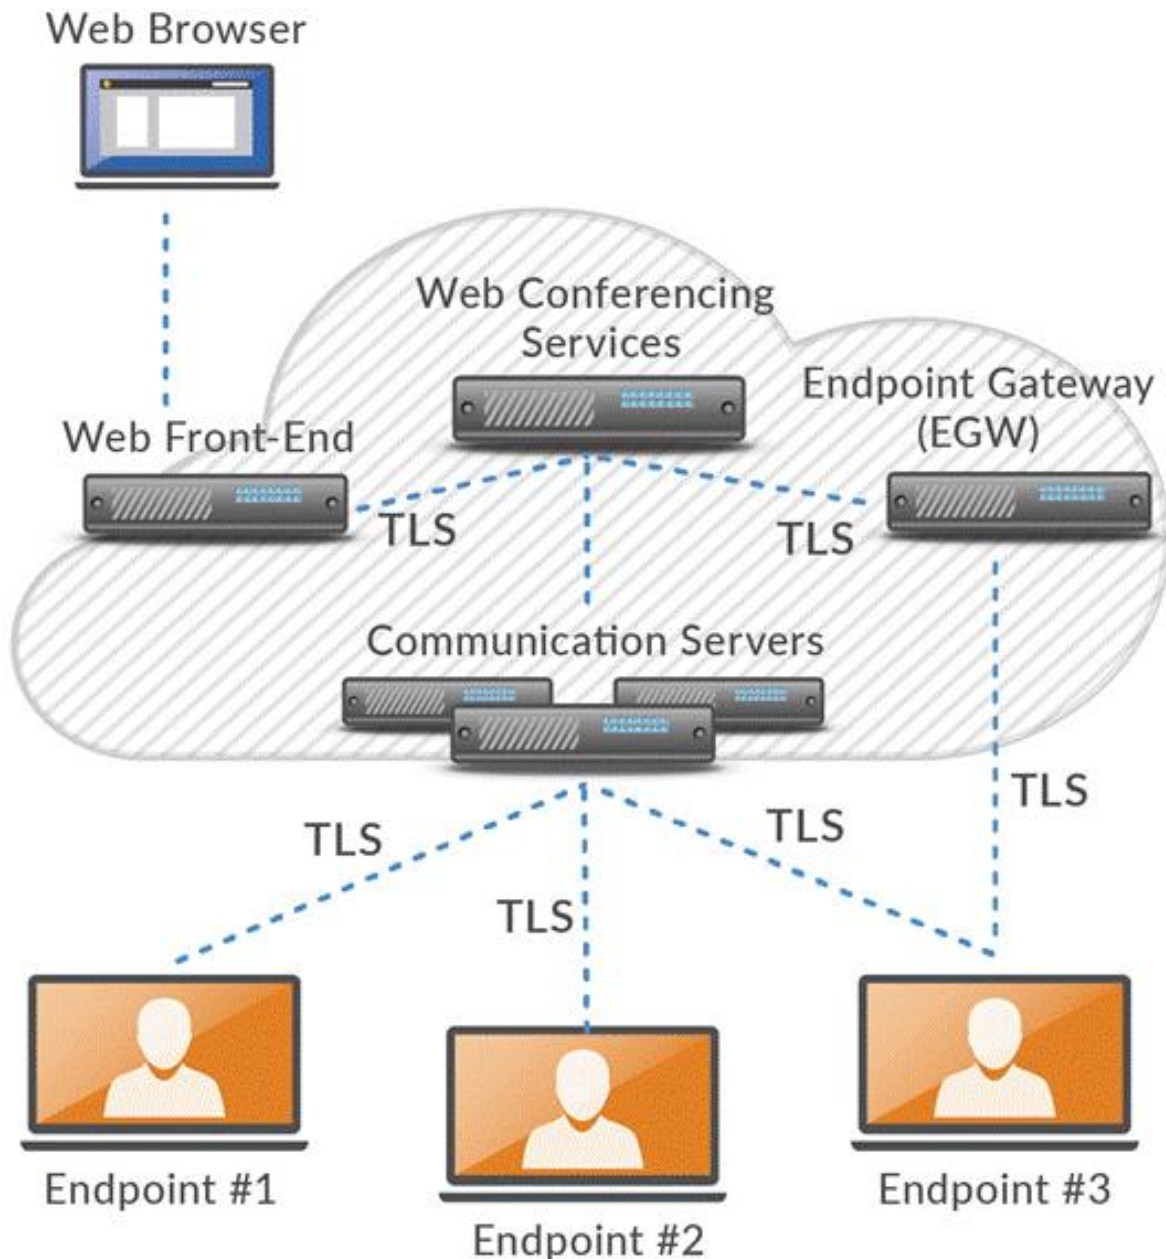 Web Browser
Web Conferencing
Services
Endpoint Gateway
(EGW)
Web Front-End
TLS
TLS
Communication Servers
TLS
TLS
TLS
TLS
Endpoint #1
Endpoint #2
Endpoint #3